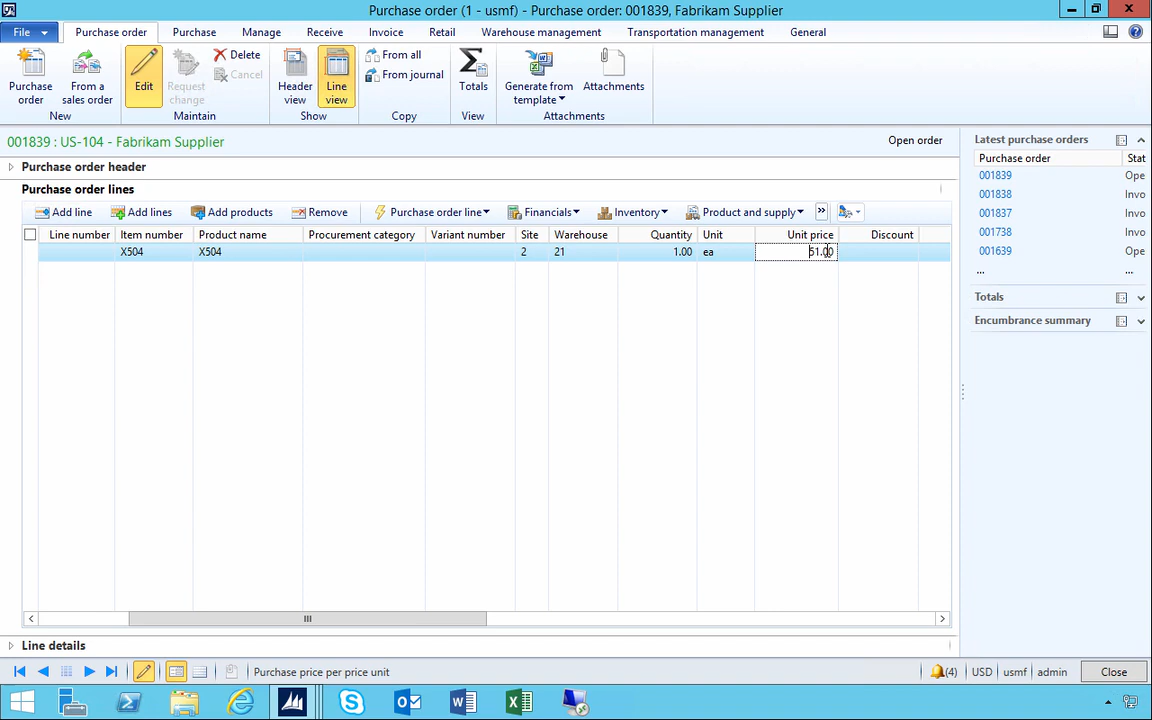 Purchase order (1 - usmf) - Purchase order: 001839, Fabrikam Supplier
File Purchase order Purchase Manage Receive Invoice Retail Warehouse management Transportation management General
Purchase order
From a sales order
Edit
Request change
Delete
Cancel
Header view
Line view
From all
From journal
Totals
Generate from template
Attachments
New Maintain Show Copy View Attachments
001839 : US-104 - Fabrikam Supplier
Open order
Purchase order header
Purchase order lines
Add line Add lines Add products Remove Purchase order line Financials Inventory Product and supply »
Line number Item number Product name Procurement category Variant number Site Warehouse Quantity Unit Unit price Discount
X504 X504 2 21 1.00 ea 51.00
Line details
Latest purchase orders
Purchase order Stat
001839 Ope
001838 Invo
001837 Invo
001738 Invo
001639 Ope
... ...
Totals
Encumbrance summary
Purchase price per price unit
(4) USD usmf admin Close